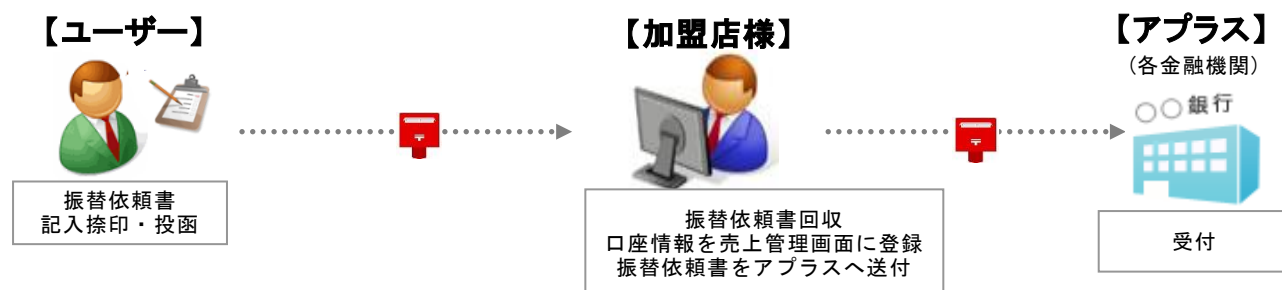 【ユーザー】
振替依頼書
記入捺印・投函
【加盟店様】
振替依頼書回収
口座情報を売上管理画面に登録
振替依頼書をアプラスへ送付
【アプラス】
(各金融機関)
〇〇銀行
受付